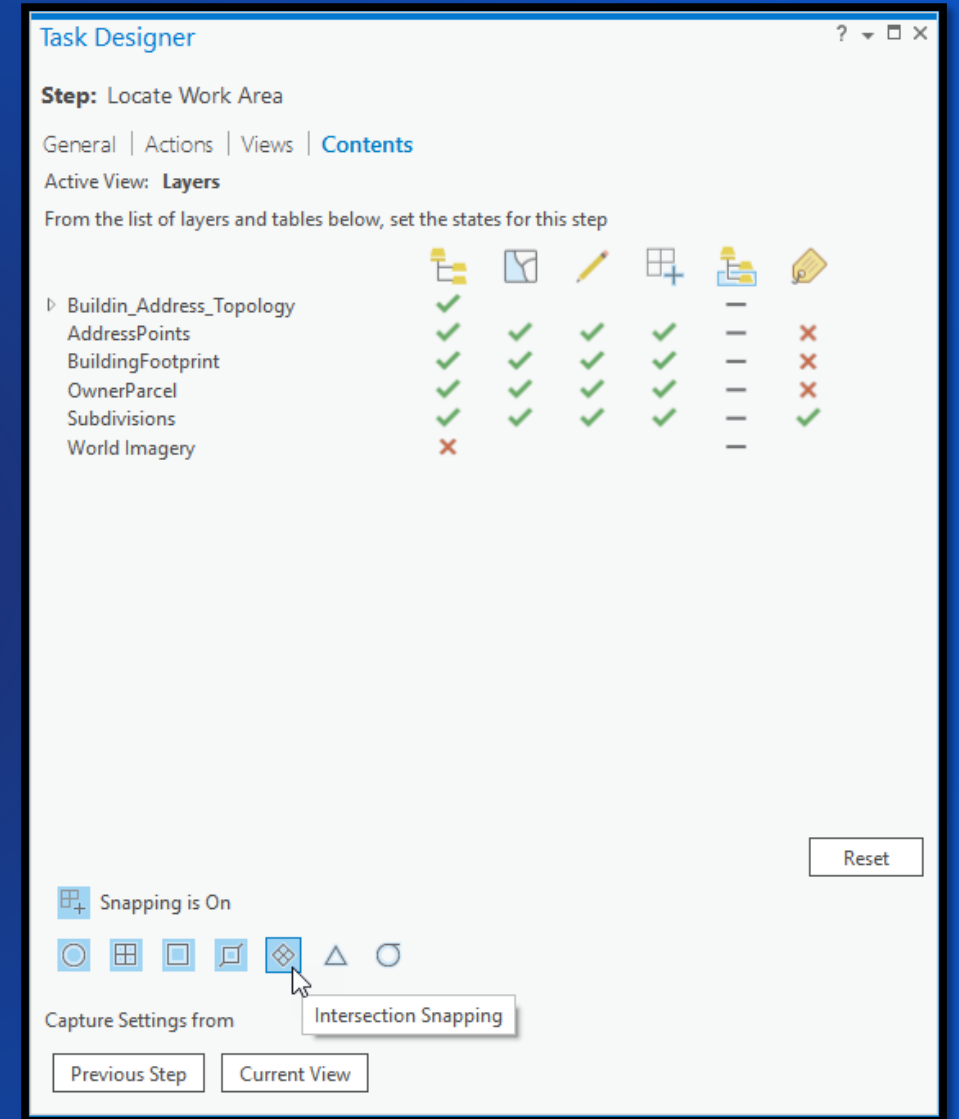 Task Designer
?
Step: Locate Work Area
General | Actions | Views | Contents
Active View: Layers
From the list of layers and tables below, set the states for this step
Buildin_Address_Topology
AddressPoints
BuildingFootprint
OwnerParcel
Subdivisions
World Imagery
Reset
Snapping is On
Intersection Snapping
Capture Settings from
Previous Step
Current View